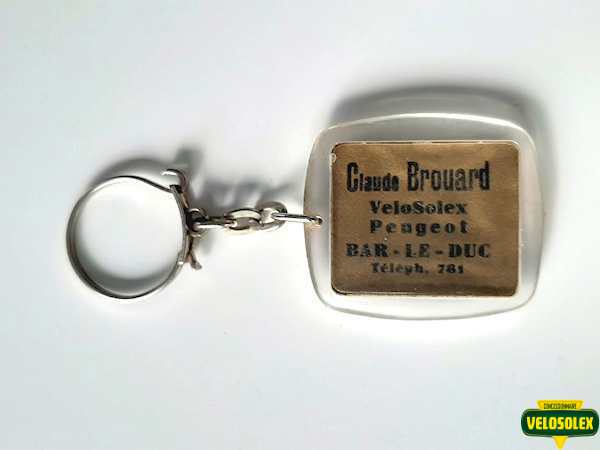 Claude Brouard
VeloSolex
Peugeot
BAR-LE-DUC
Téléph. 781
CONCESSIONNAIRE
VELOSOLEX